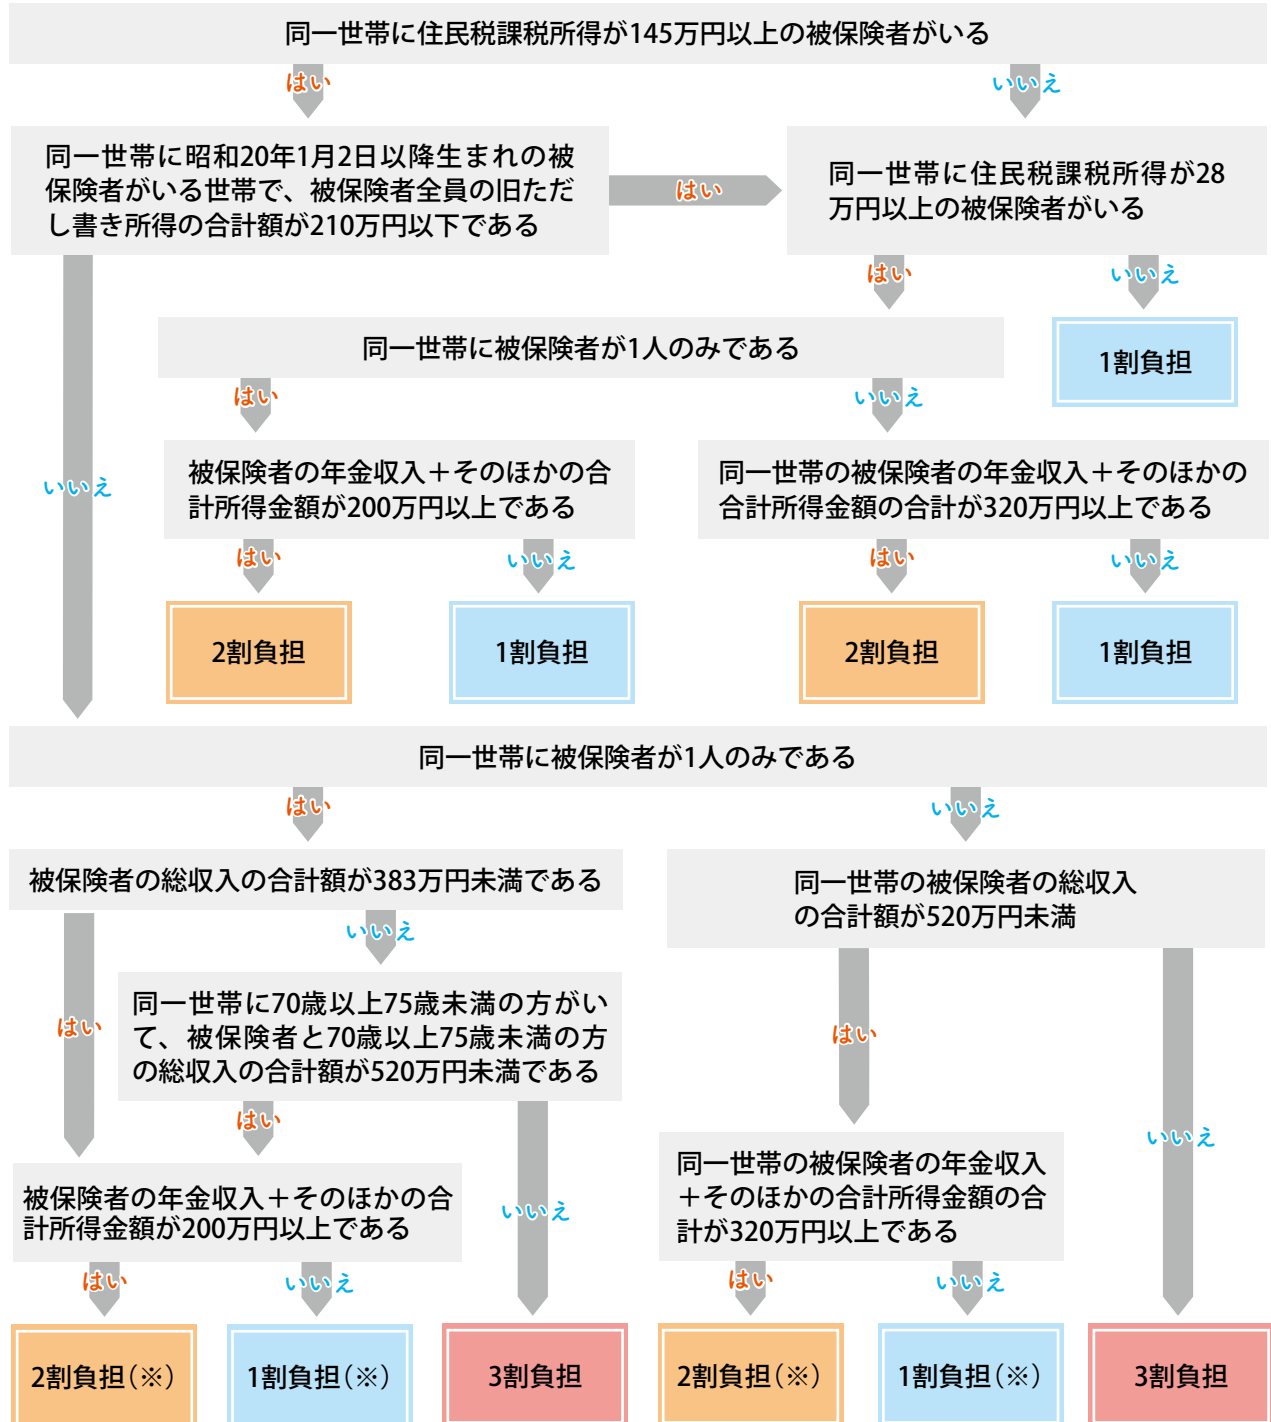 同一世帯に住民税課税所得が145万円以上の被保険者がいる
はい
いいえ
同一世帯に昭和20年1月2日以降生まれの被
保険者がいる世帯で、被保険者全員の旧ただ
し書き所得の合計額が210万円以下である
はい
同一世帯に住民税課税所得が28
万円以上の被保険者がいる
はい
いいえ
同一世帯に被保険者が1人のみである
1割負担
はい
いいえ
いいえ
被保険者の年金収入＋そのほかの合
計所得金額が200万円以上である
同一世帯の被保険者の年金収入＋そのほかの
合計所得金額の合計が320万円以上である
はい
いいえ
はい
いいえ
2割負担
1割負担
2割負担
1割負担
同一世帯に被保険者が1人のみである
はい
いいえ
被保険者の総収入の合計額が383万円未満である
同一世帯の被保険者の総収入
の合計額が520万円未満
いいえ
はい
同一世帯に70歳以上75歳未満の方がい
て、被保険者と70歳以上75歳未満の方
の総収入の合計額が520万円未満である
はい
はい
いいえ
いいえ
被保険者の年金収入＋そのほかの合
計所得金額が200万円以上である
同一世帯の被保険者の年金収入
＋そのほかの合計所得金額の合
計が320万円以上である
はい
いいえ
はい
いいえ
2割負担（※）
1割負担（※）
3割負担
2割負担（※）
1割負担（※）
3割負担